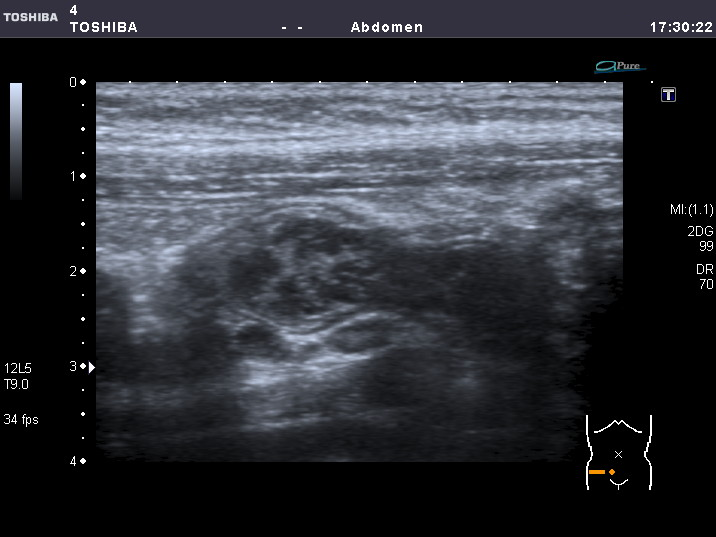 TOSHIBA
4
TOSHIBA - - Abdomen 17:30:22
Pure
T
0
1
2
3
4
MI:(1.1)
2DG
99
DR
70
12L5
T9.0
34 fps